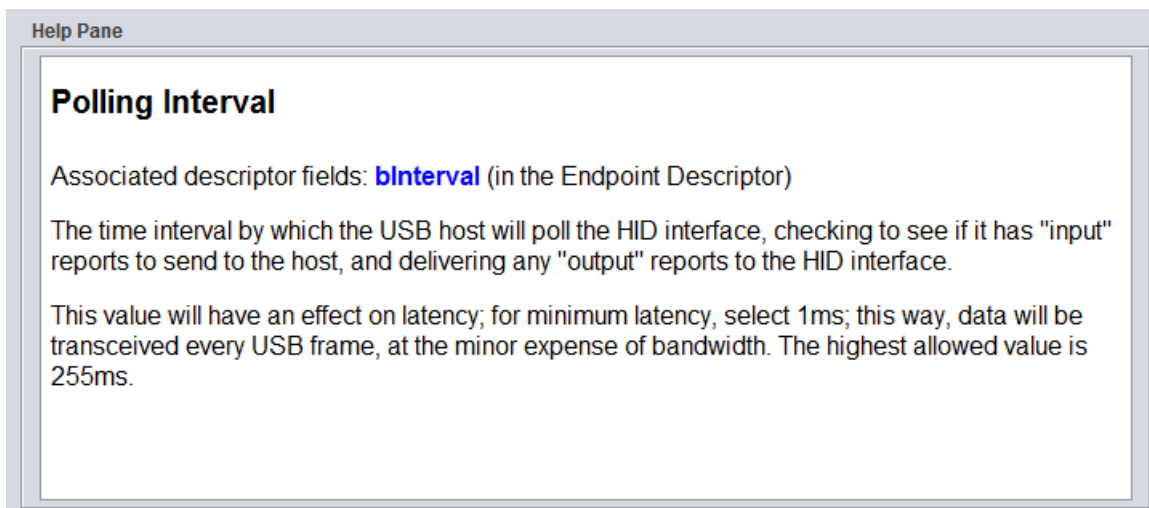 Help Pane
Polling Interval
Associated descriptor fields: bInterval (in the Endpoint Descriptor)
The time interval by which the USB host will poll the HID interface, checking to see if it has "input"
reports to send to the host, and delivering any "output" reports to the HID interface.
This value will have an effect on latency; for minimum latency, select 1ms; this way, data will be
transceived every USB frame, at the minor expense of bandwidth. The highest allowed value is
255ms.